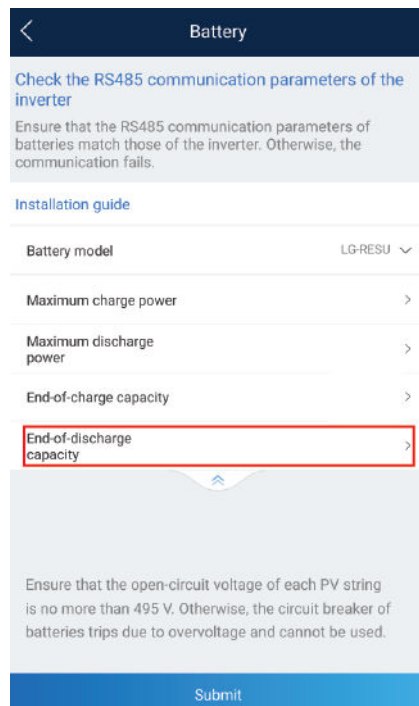 Battery
Check the RS485 communication parameters of the
inverter
Ensure that the RS485 communication parameters of
batteries match those of the inverter. Otherwise, the
communication fails.
Installation guide
Battery model LG-RESU
Maximum charge power
Maximum discharge
power
End-of-charge capacity
End-of-discharge
capacity
Ensure that the open-circuit voltage of each PV string
is no more than 495 V. Otherwise, the circuit breaker of
batteries trips due to overvoltage and cannot be used.
Submit